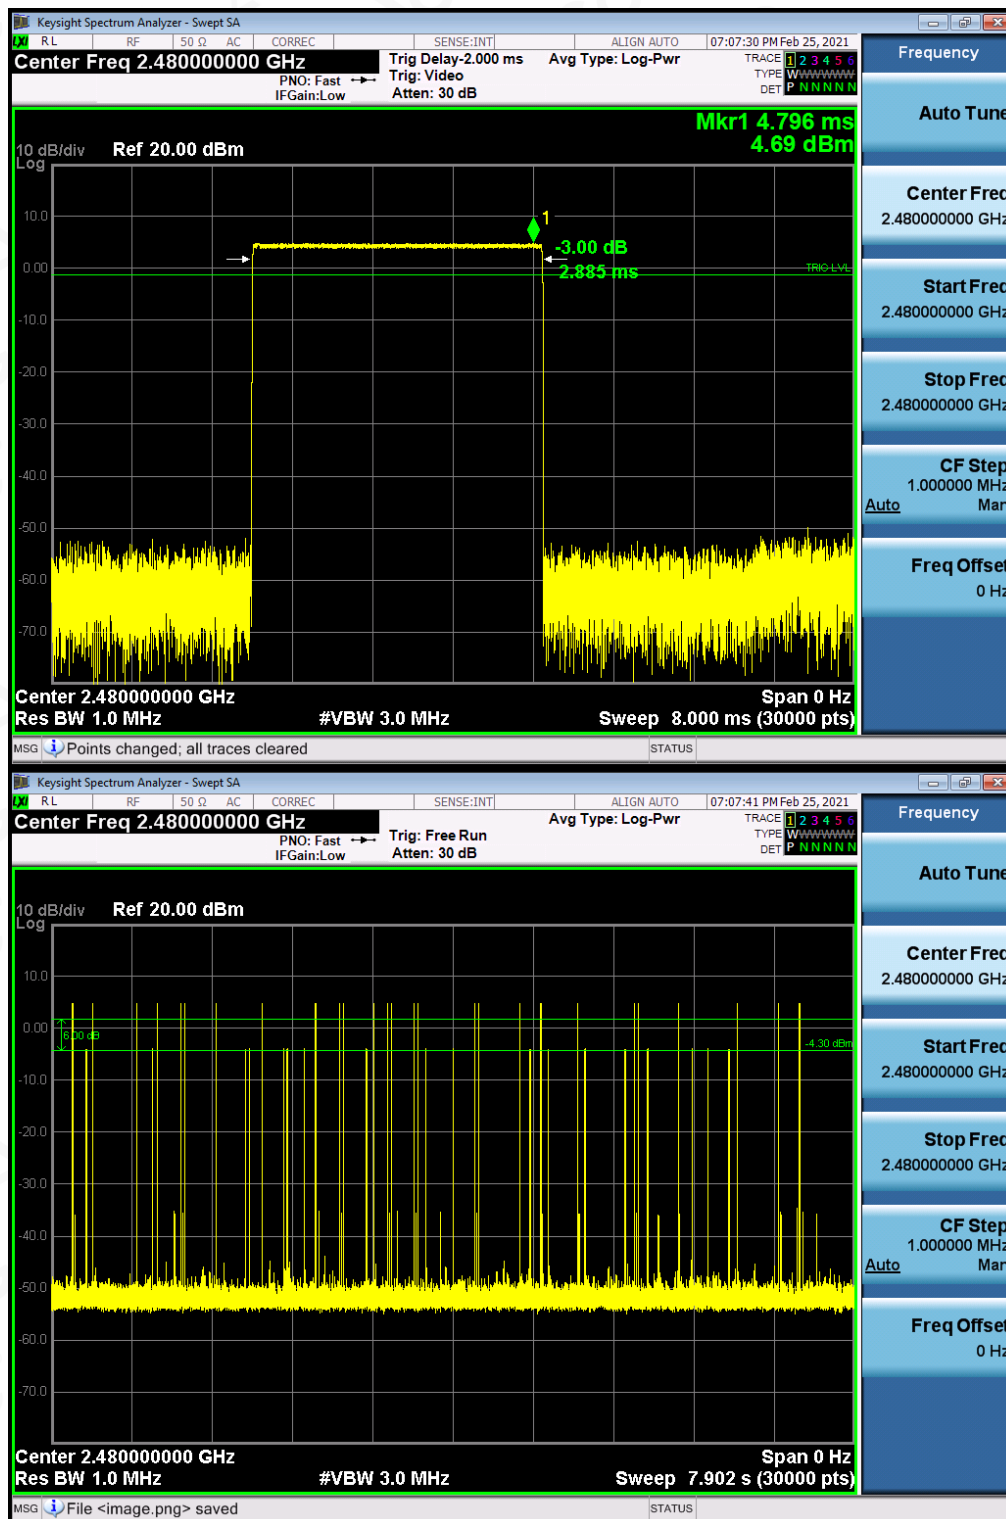 Keysight Spectrum Analyzer - Swept SA
LXI RL RF 50 Ω AC CORREC SENSE:INT ALIGN AUTO 07:07:30 PM Feb 25, 2021
Center Freq 2.480000000 GHz Trig Delay-2.000 ms Avg Type: Log-Pwr TRACE 1 2 3 4 5 6
PNO: Fast Trig: Video TYPE WWWWWW
IFGain:Low Atten: 30 dB DET P N N N N N
Mkr1 4.796 ms
4.69 dBm
10 dB/div Ref 20.00 dBm
Log
10.0
1
-3.00 dB
2.885 ms
0.00
TRIG LVL
-10.0
-20.0
-30.0
-40.0
-50.0
-60.0
-70.0
Center 2.480000000 GHz Span 0 Hz
Res BW 1.0 MHz #VBW 3.0 MHz Sweep 8.000 ms (30000 pts)
MSG Points changed; all traces cleared STATUS
Frequency
Auto Tune
Center Freq
2.480000000 GHz
Start Freq
2.480000000 GHz
Stop Freq
2.480000000 GHz
CF Step
1.000000 MHz
Auto Man
Freq Offset
0 Hz
Keysight Spectrum Analyzer - Swept SA
LXI RL RF 50 Ω AC CORREC SENSE:INT ALIGN AUTO 07:07:41 PM Feb 25, 2021
Center Freq 2.480000000 GHz Avg Type: Log-Pwr TRACE 1 2 3 4 5 6
PNO: Fast Trig: Free Run TYPE WWWWWW
IFGain:Low Atten: 30 dB DET P N N N N N
10 dB/div Ref 20.00 dBm
Log
10.0
0.00
6.00 dB
-4.30 dBm
-10.0
-20.0
-30.0
-40.0
-50.0
-60.0
-70.0
Center 2.480000000 GHz Span 0 Hz
Res BW 1.0 MHz #VBW 3.0 MHz Sweep 7.902 s (30000 pts)
MSG File <image.png> saved STATUS
Frequency
Auto Tune
Center Freq
2.480000000 GHz
Start Freq
2.480000000 GHz
Stop Freq
2.480000000 GHz
CF Step
1.000000 MHz
Auto Man
Freq Offset
0 Hz